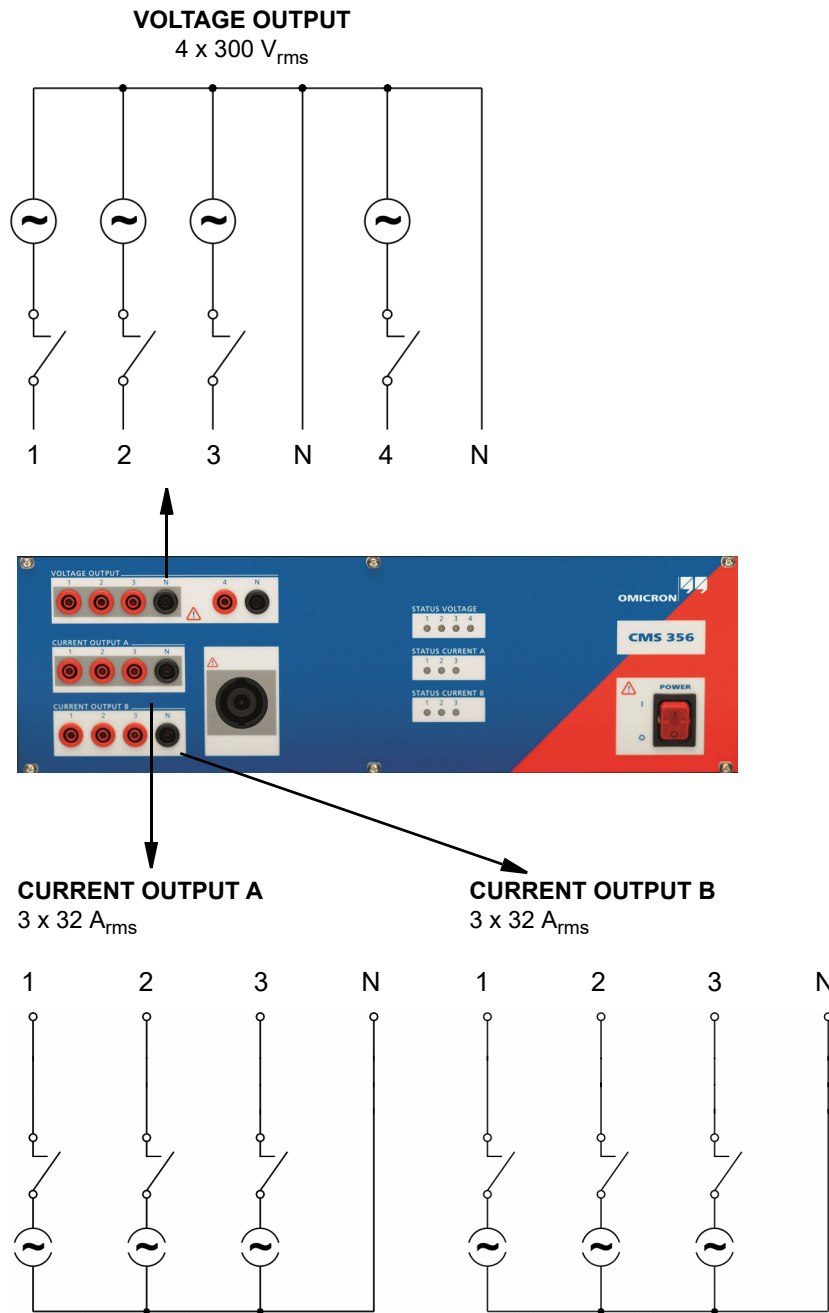 VOLTAGE OUTPUT
4 x 300 Vrms
1 2 3 N 4 N
VOLTAGE OUTPUT
1 2 3 N 4 N
CURRENT OUTPUT A
1 2 3 N
CURRENT OUTPUT B
1 2 3 N
STATUS VOLTAGE
1 2 3 4
STATUS CURRENT A
1 2 3
STATUS CURRENT B
1 2 3
OMICRON
CMS 356
POWER
I
O
CURRENT OUTPUT A
3 x 32 Arms
CURRENT OUTPUT B
3 x 32 Arms
1 2 3 N
1 2 3 N